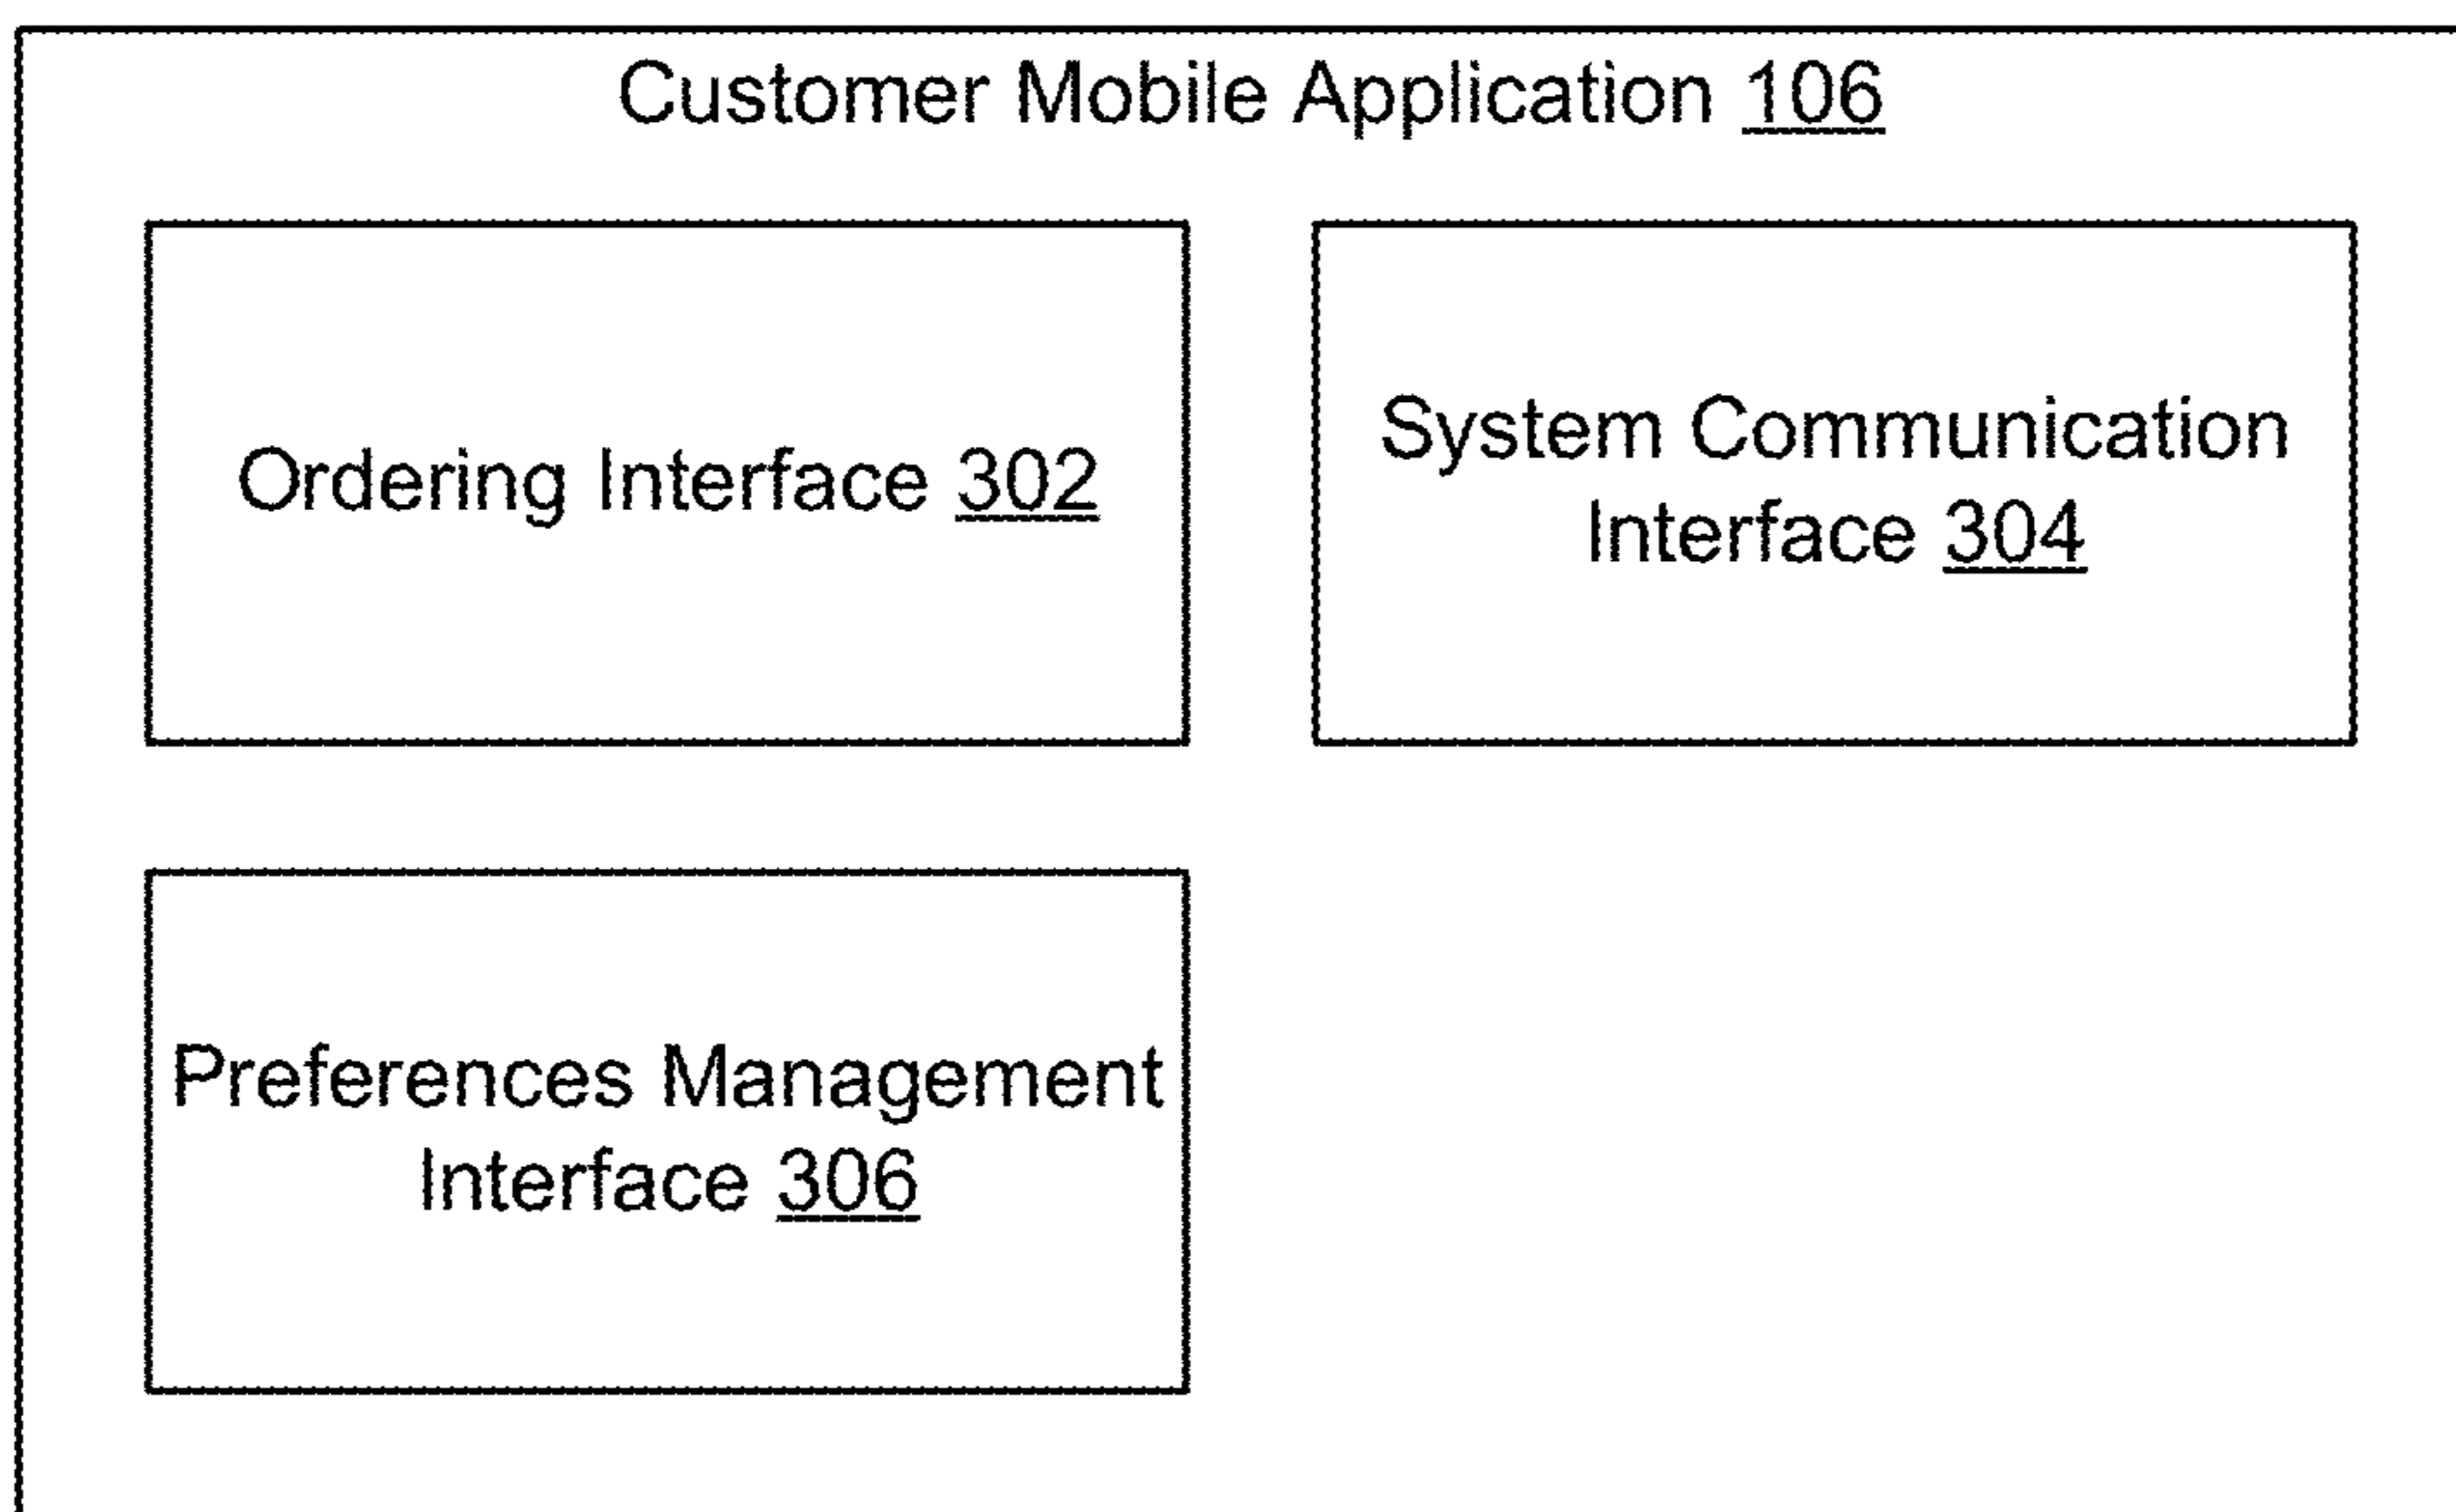 Customer Mobile Application 106
Ordering Interface 302
System Communication
Interface 304
Preferences Management
Interface 306